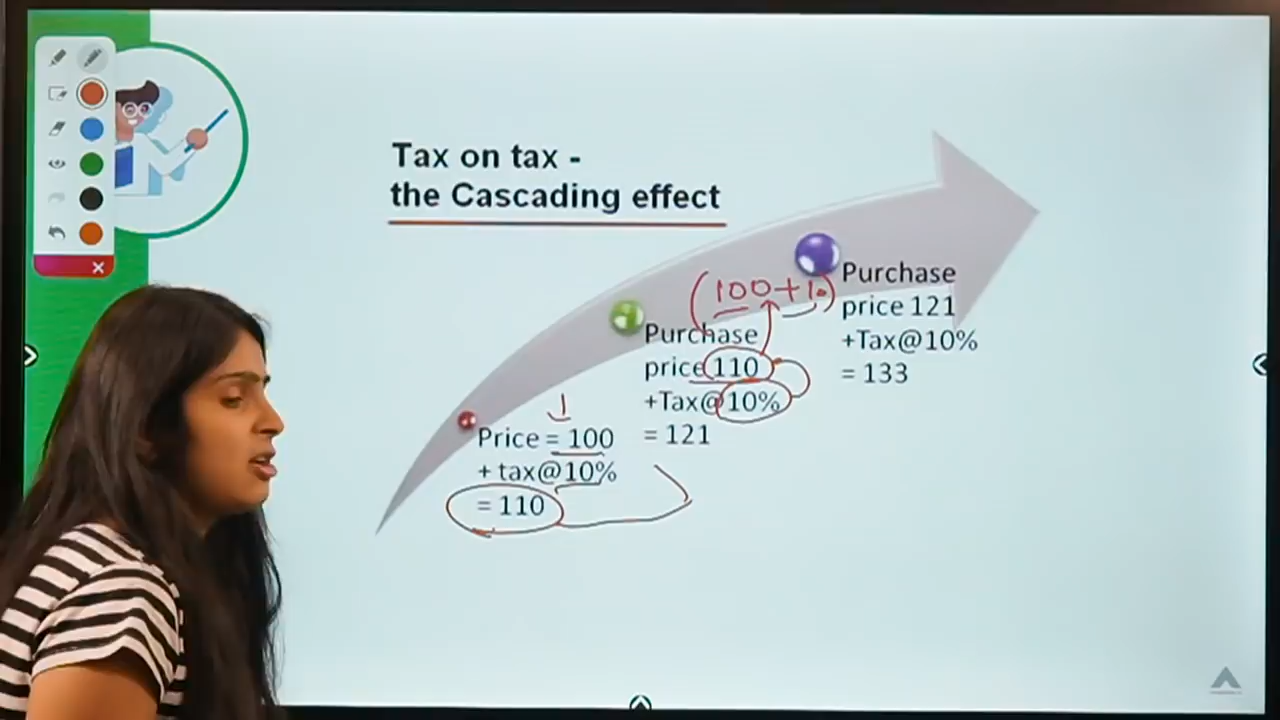 Tax on tax -
the Cascading effect
(100+10)
Purchase
price 121
+Tax@10%
= 133
Purchase
price 110
+Tax@10%
= 121
Price = 100
+ tax@10%
= 110